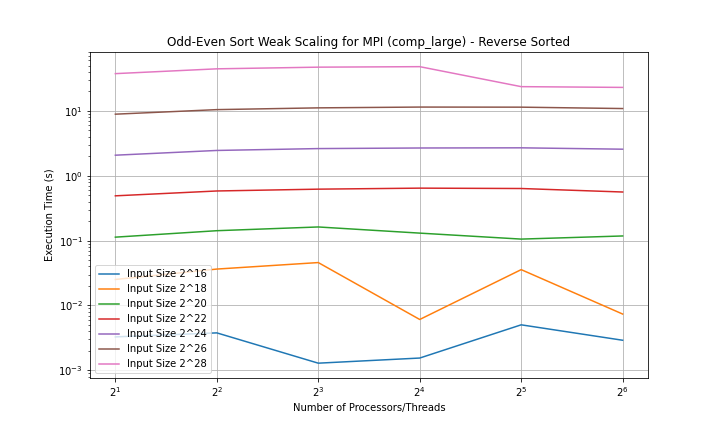 Odd-Even Sort Weak Scaling for MPI (comp_large) - Reverse Sorted
Execution Time (s)
10^1
10^0
10^-1
10^-2
10^-3
Input Size 2^16
Input Size 2^18
Input Size 2^20
Input Size 2^22
Input Size 2^24
Input Size 2^26
Input Size 2^28
2^1 2^2 2^3 2^4 2^5 2^6
Number of Processors/Threads